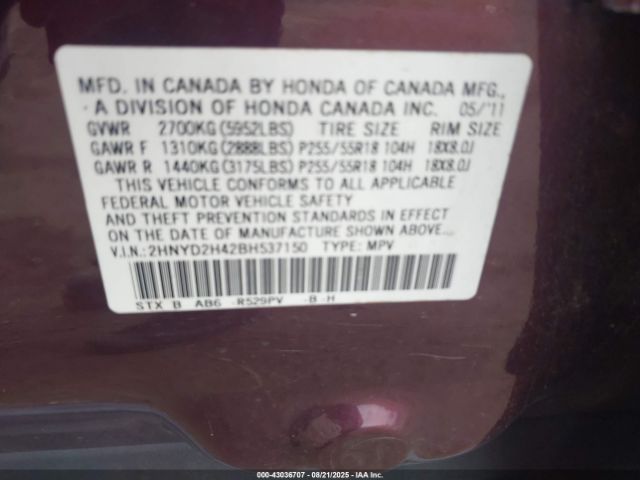 MFD. IN CANADA BY HONDA OF CANADA MFG.,
A DIVISION OF HONDA CANADA INC. 05/'11
GVWR 2700KG(5952LBS) TIRE SIZE RIM SIZE
GAWR F 1310KG(2888LBS) P255/55R18 104H 18X8.0J
GAWR R 1440KG(3175LBS) P255/55R18 104H 18X8.0J
THIS VEHICLE CONFORMS TO ALL APPLICABLE
FEDERAL MOTOR VEHICLE SAFETY
AND THEFT PREVENTION STANDARDS IN EFFECT
ON THE DATE OF MANUFACTURE SHOWN ABOVE.
V.I.N.:2HNYD2H42BH537150 TYPE: MPV
STX B AB6 -R529PV -B -H
000-43036707 - 08/21/2025 - IAA Inc.